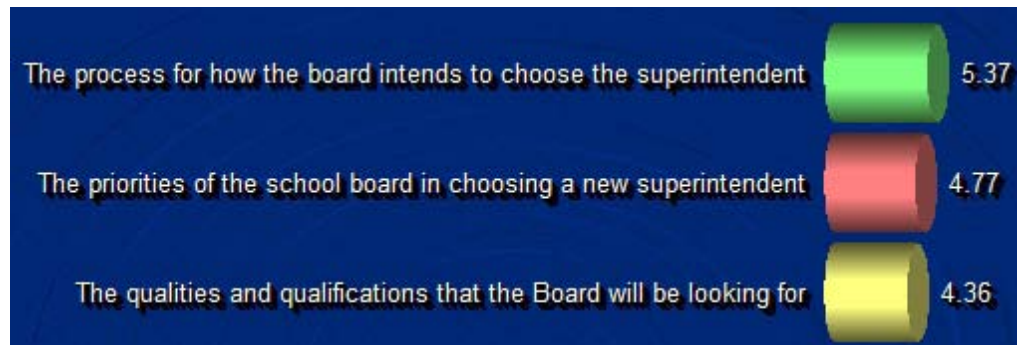 The process for how the board intends to choose the superintendent 5.37
The priorities of the school board in choosing a new superintendent 4.77
The qualities and qualifications that the Board will be looking for 4.36